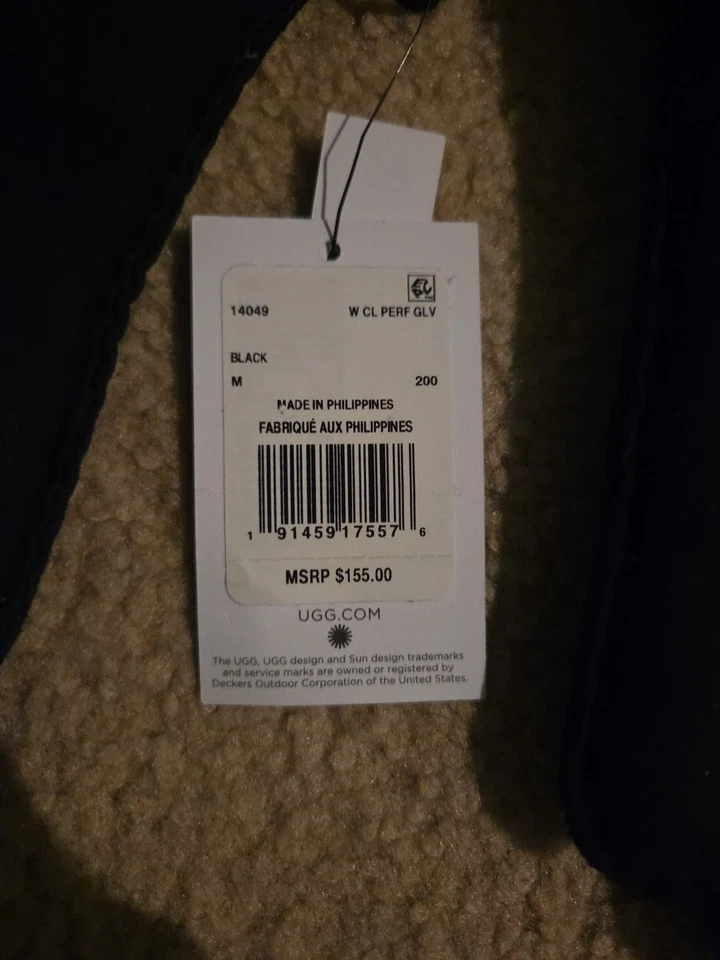 14049 W CL PERF GLV
BLACK
M 200
MADE IN PHILIPPINES
FABRIQUÉ AUX PHILIPPINES
1 91459 17557 6
MSRP $155.00
UGG.COM
The UGG, UGG design and Sun design trademarks
and service marks are owned or registered by
Deckers Outdoor Corporation of the United States.